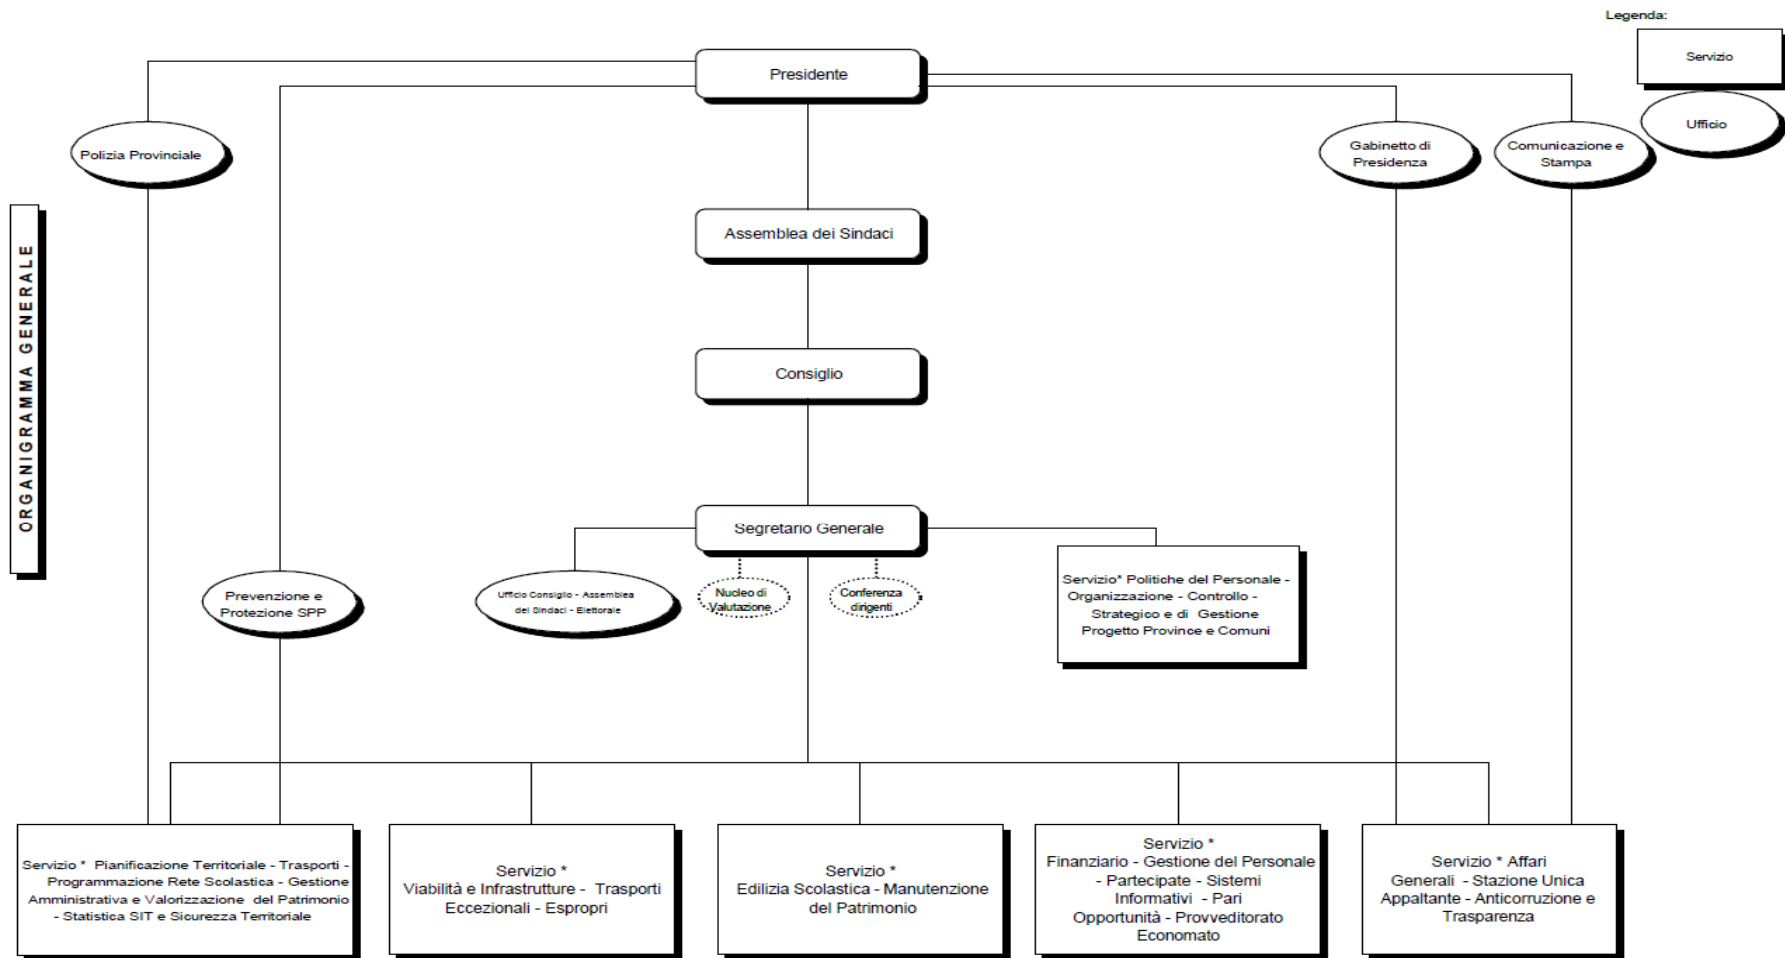 Legenda:
Servizio
Ufficio
Presidente
Polizia Provinciale
Gabinetto di
Presidenza
Comunicazione e
Stampa
ORGANIGRAMMA GENERALE
Assemblea dei Sindaci
Consiglio
Segretario Generale
Prevenzione e
Protezione SPP
Ufficio Consiglio - Assemblea
dei Sindaci - Elettorale
Nucleo di
Valutazione
Conferenza
dirigenti
Servizio* Politiche del Personale -
Organizzazione - Controllo -
Strategico e di Gestione
Progetto Province e Comuni
Servizio * Pianificazione Territoriale - Trasporti -
Programmazione Rete Scolastica - Gestione
Amministrativa e Valorizzazione del Patrimonio
- Statistica SIT e Sicurezza Territoriale
Servizio *
Viabilità e Infrastrutture - Trasporti
Eccezionali - Espropri
Servizio *
Edilizia Scolastica - Manutenzione
del Patrimonio
Servizio *
Finanziario - Gestione del Personale
- Partecipate - Sistemi
Informativi - Pari
Opportunità - Provveditorato
Economato
Servizio * Affari
Generali - Stazione Unica
Appaltante - Anticorruzione e
Trasparenza